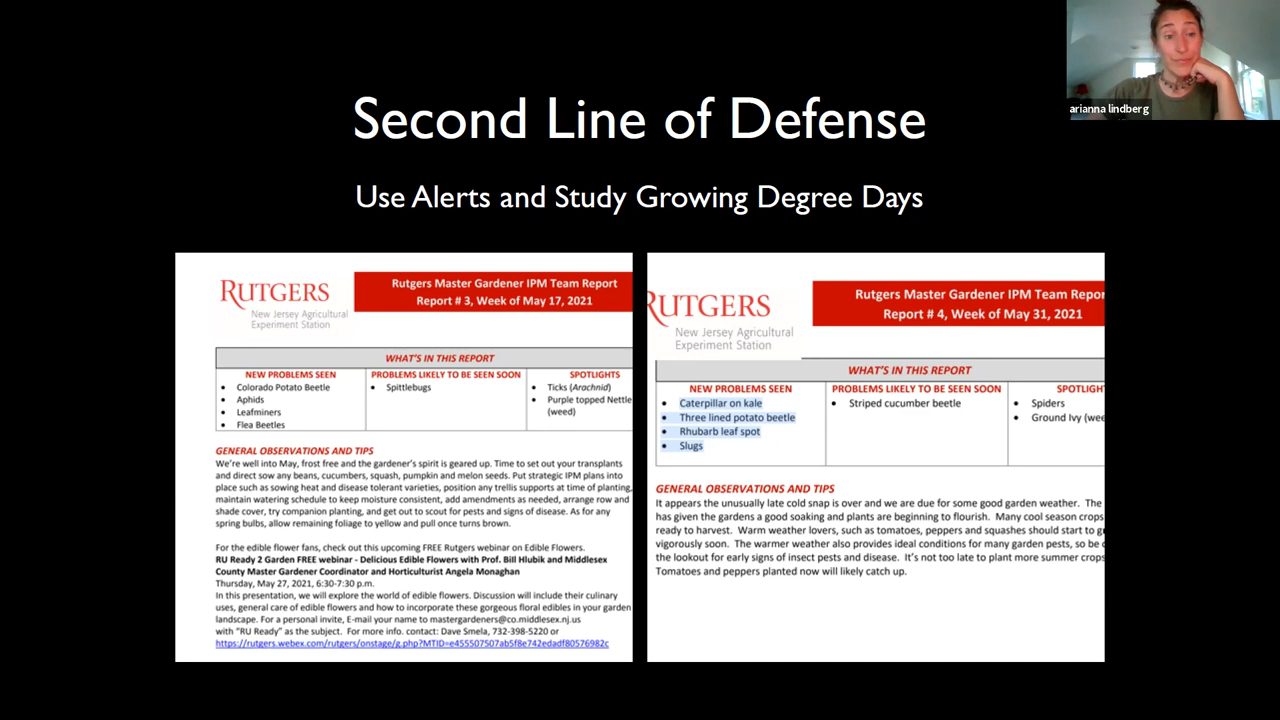 arianna lindberg
Second Line of Defense
Use Alerts and Study Growing Degree Days
RUTGERS
New Jersey Agricultural
Experiment Station
Rutgers Master Gardener IPM Team Report
Report # 3, Week of May 17, 2021
WHAT'S IN THIS REPORT
NEW PROBLEMS SEEN
• Colorado Potato Beetle
• Aphids
• Leafminers
• Flea Beetles
PROBLEMS LIKELY TO BE SEEN SOON
• Spittlebugs
SPOTLIGHTS
• Ticks (Arachnid)
• Purple topped Nettle
(weed)
GENERAL OBSERVATIONS AND TIPS
We're well into May, frost free and the gardener's spirit is geared up. Time to set out your transplants
and direct sow any beans, cucumbers, squash, pumpkin and melon seeds. Put strategic IPM plans into
place such as sowing heat and disease tolerant varieties, position any trellis supports at time of planting,
maintain watering schedule to keep moisture consistent, add amendments as needed, arrange row and
shade cover, try companion planting, and get out to scout for pests and signs of disease. As for any
spring bulbs, allow remaining foliage to yellow and pull once turns brown.
For the edible flower fans, check out this upcoming FREE Rutgers webinar on Edible Flowers.
RU Ready 2 Garden FREE webinar - Delicious Edible Flowers with Prof. Bill Hlubik and Middlesex
County Master Gardener Coordinator and Horticulturist Angela Monaghan
Thursday, May 27, 2021, 6:30-7:30 p.m.
In this presentation, we will explore the world of edible flowers. Discussion will include their culinary
uses, general care of edible flowers and how to incorporate these gorgeous floral edibles in your garden
landscape. For a personal invite, E-mail your name to mastergardeners@co.middlesex.nj.us
with "RU Ready" as the subject. For more info. contact: Dave Smela, 732-398-5220 or
https://rutgers.webex.com/rutgers/onstage/g.php?MTID=e455507507ab5f8e742edadf80576982c
RUTGERS
New Jersey Agricultural
Experiment Station
Rutgers Master Gardener IPM Team Repor
Report # 4, Week of May 31, 2021
WHAT'S IN THIS REPORT
NEW PROBLEMS SEEN
• Caterpillar on kale
• Three lined potato beetle
• Rhubarb leaf spot
• Slugs
PROBLEMS LIKELY TO BE SEEN SOON
• Striped cucumber beetle
SPOTLIGHT
• Spiders
• Ground Ivy (wee
GENERAL OBSERVATIONS AND TIPS
It appears the unusually late cold snap is over and we are due for some good garden weather. The
has given the gardens a good soaking and plants are beginning to flourish. Many cool season crops
ready to harvest. Warm weather lovers, such as tomatoes, peppers and squashes should start to g
vigorously soon. The warmer weather also provides ideal conditions for many garden pests, so be
the lookout for early signs of insect pests and disease. It's not too late to plant more summer crops
Tomatoes and peppers planted now will likely catch up.